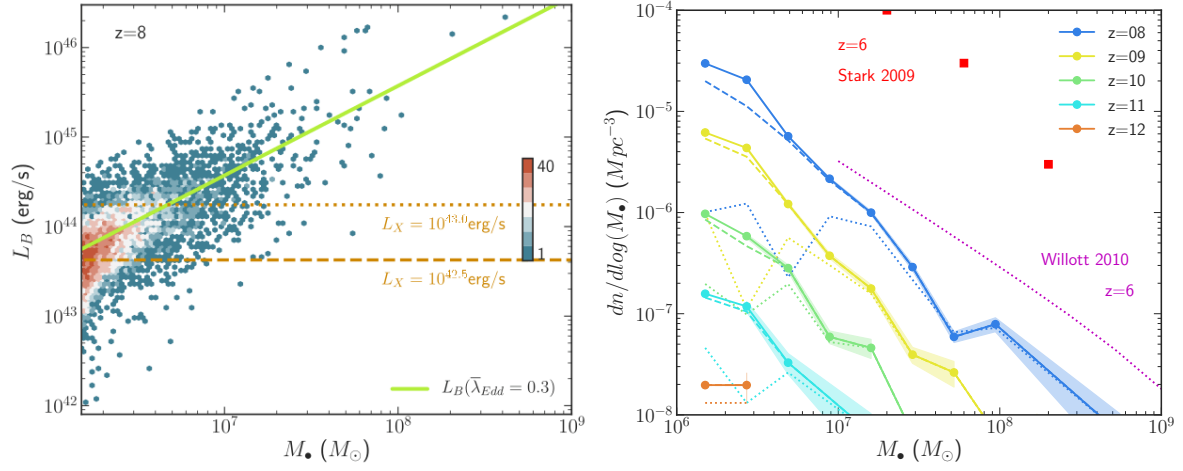 z=8
10^46
10^45
10^44
10^43
10^42
L_B (erg/s)
40
1
L_X = 10^43.0 erg/s
L_X = 10^42.5 erg/s
L_B(λ̅_Edd = 0.3)
10^7
10^8
10^9
M_• (M_⊙)
10^-4
10^-5
10^-6
10^-7
10^-8
dn/dlog(M_•) (Mpc^-3)
z=6
Stark 2009
z=08
z=09
z=10
z=11
z=12
Willott 2010
z=6
10^6
10^7
10^8
10^9
M_• (M_⊙)